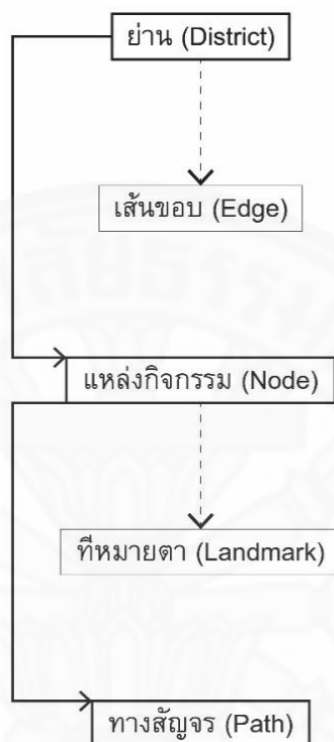 ย่าน (District)
เส้นขอบ (Edge)
แหล่งกิจกรรม (Node)
ที่หมายตา (Landmark)
ทางสัญจร (Path)